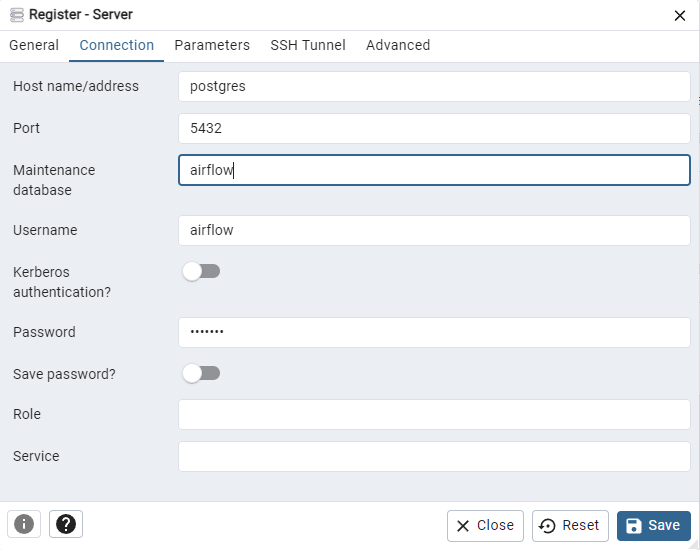 Register - Server
General Connection Parameters SSH Tunnel Advanced
Host name/address postgres
Port 5432
Maintenance database airflow
Username airflow
Kerberos authentication?
Password •••••••
Save password?
Role
Service
Close Reset Save